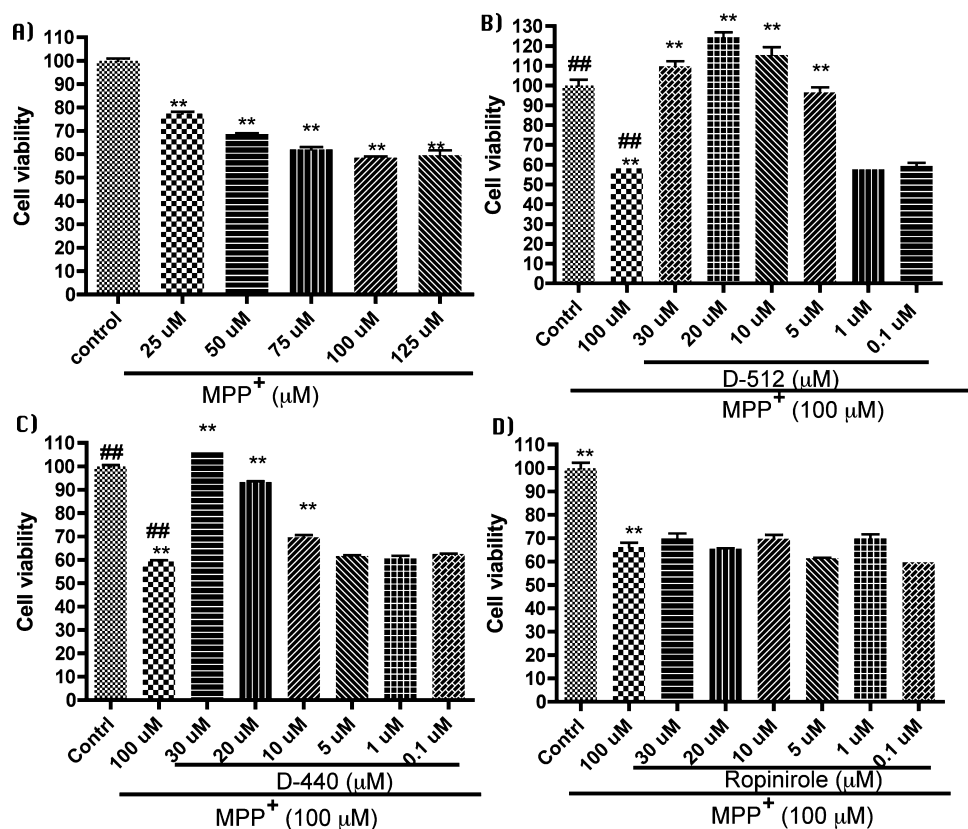 A)
Cell viability
110
100
90
80
70
60
50
40
30
20
10
0
**
**
**
**
**
control
25 uM
50 uM
75 uM
100 uM
125 uM
MPP+ (μM)
B)
Cell viability
130
120
110
100
90
80
70
60
50
40
30
20
10
0
##
##
**
**
**
**
**
Contrl
100 uM
30 uM
20 uM
10 uM
5 uM
1 uM
0.1 uM
D-512 (μM)
MPP+ (100 μM)
C)
Cell viability
110
100
90
80
70
60
50
40
30
20
10
0
##
##
**
**
**
**
Contrl
100 uM
30 uM
20 uM
10 uM
5 uM
1 uM
0.1 uM
D-440 (μM)
MPP+ (100 μM)
D)
Cell viability
110
100
90
80
70
60
50
40
30
20
10
0
**
**
Contrl
100 uM
30 uM
20 uM
10 uM
5 uM
1 uM
0.1 uM
Ropinirole (μM)
MPP+ (100 μM)